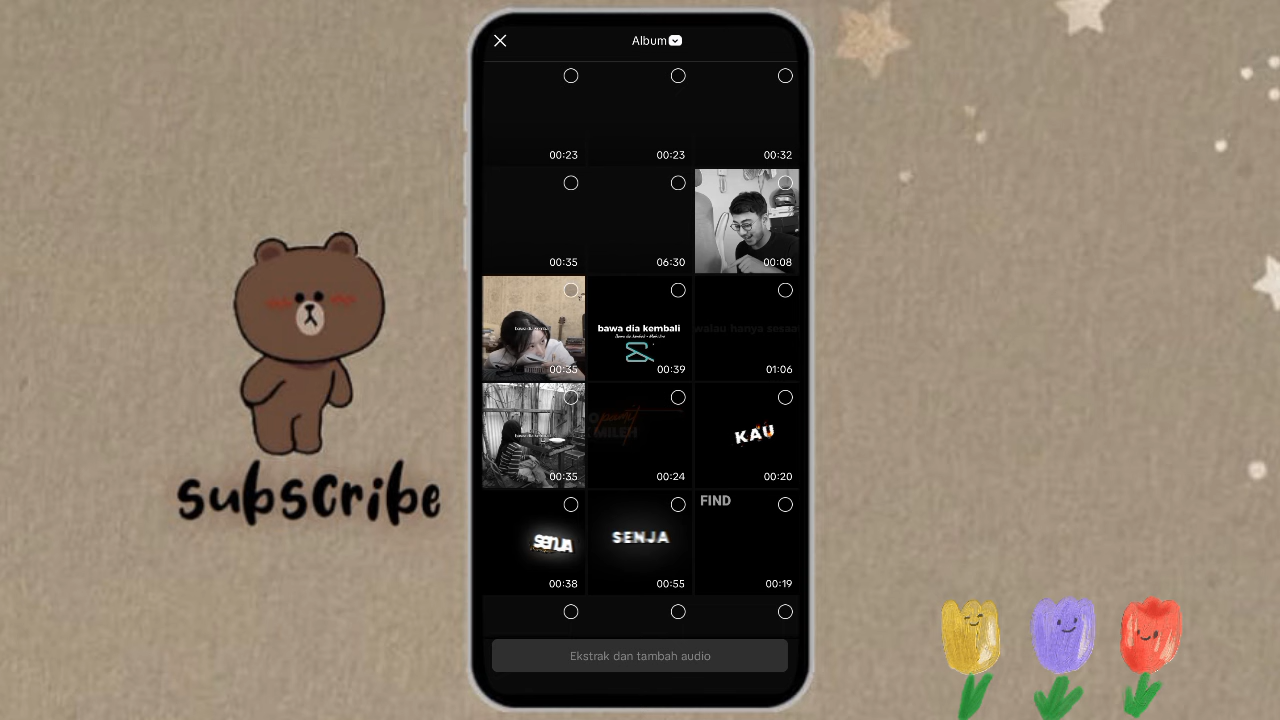 Album
00:23
00:23
00:32
00:35
06:30
00:08
bawa dia kembali
00:35
00:39
walau hanya sesaat
01:06
00:35
MILEH
00:24
KAU
00:20
subscribe
senja
00:38
SENJA
00:55
FIND
00:19
Ekstrak dan tambah audio